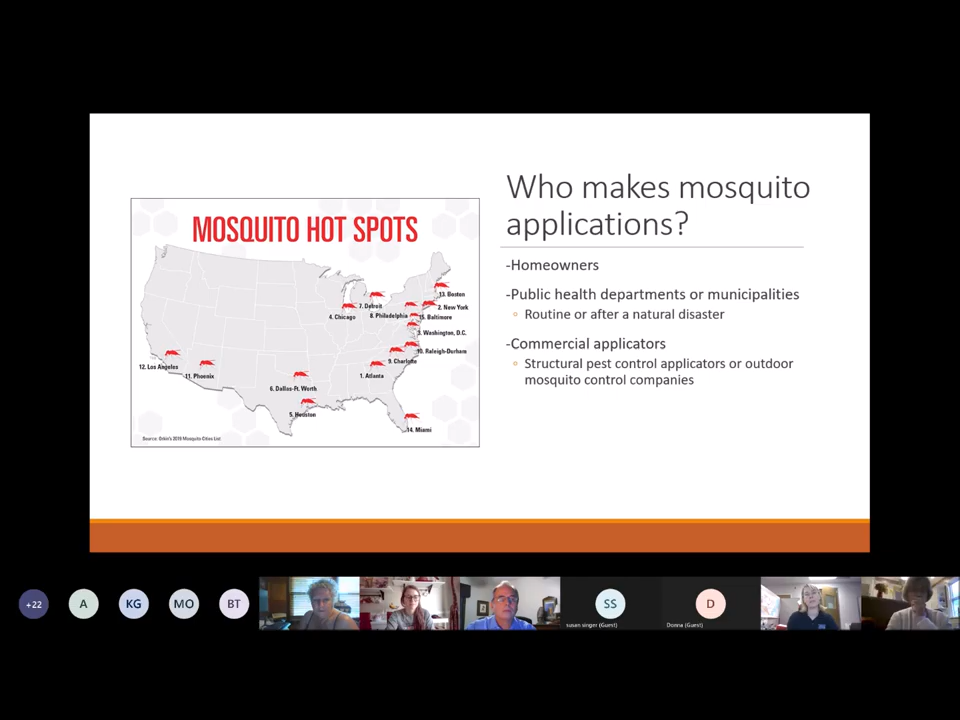 MOSQUITO HOT SPOTS
13. Boston
7. Detroit
2. New York
4. Chicago
8. Philadelphia
15. Baltimore
3. Washington, D.C.
10. Raleigh-Durham
9. Charlotte
12. Los Angeles
11. Phoenix
1. Atlanta
6. Dallas-Ft. Worth
5. Houston
14. Miami
Source: Orkin's 2018 Mosquito Cities List
Who makes mosquito
applications?
-Homeowners
-Public health departments or municipalities
◦ Routine or after a natural disaster
-Commercial applicators
◦ Structural pest control applicators or outdoor
mosquito control companies
+22
A
KG
MO
BT
SS
susan singer (Guest)
D
Donna (Guest)